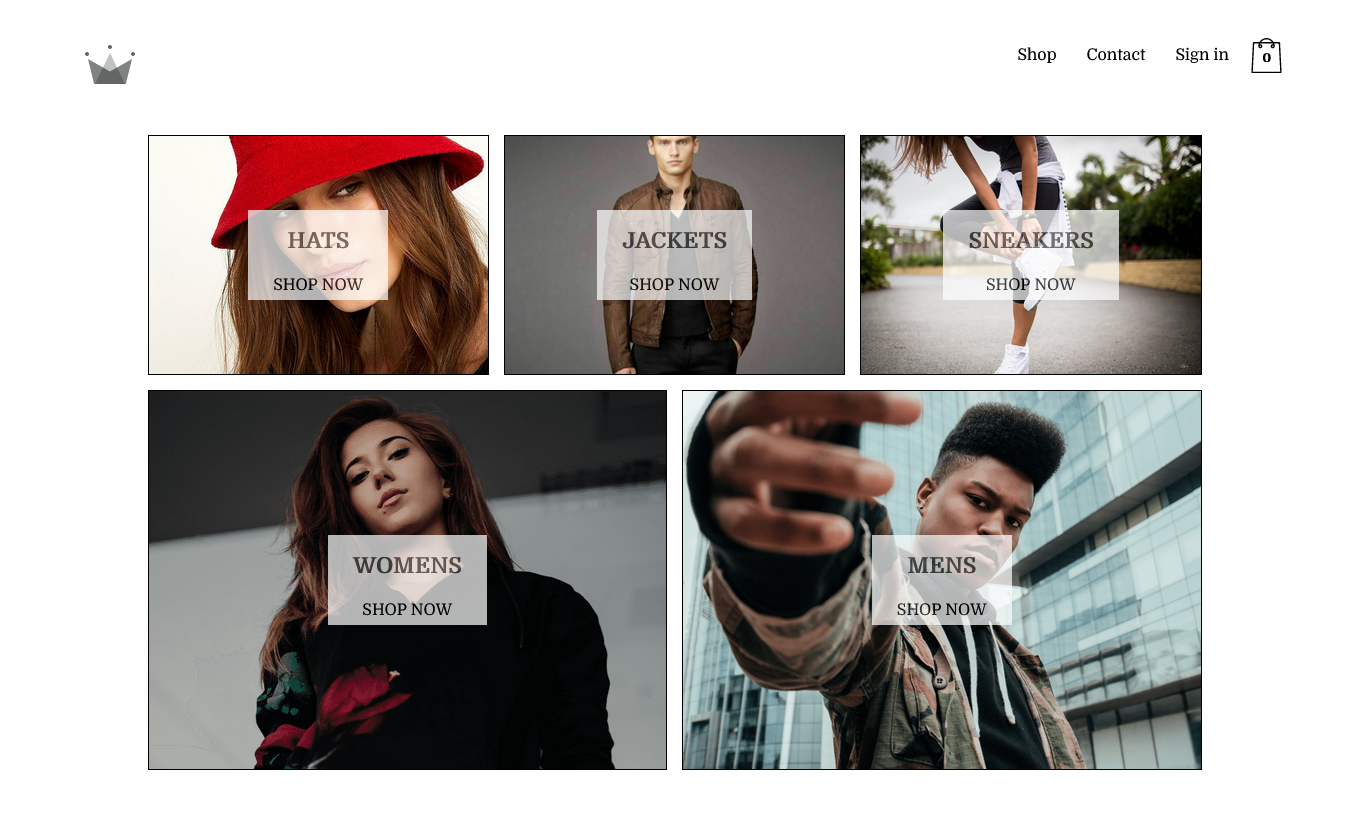 Shop
Contact
Sign in
0
HATS
SHOP NOW
JACKETS
SHOP NOW
SNEAKERS
SHOP NOW
WOMENS
SHOP NOW
MENS
SHOP NOW